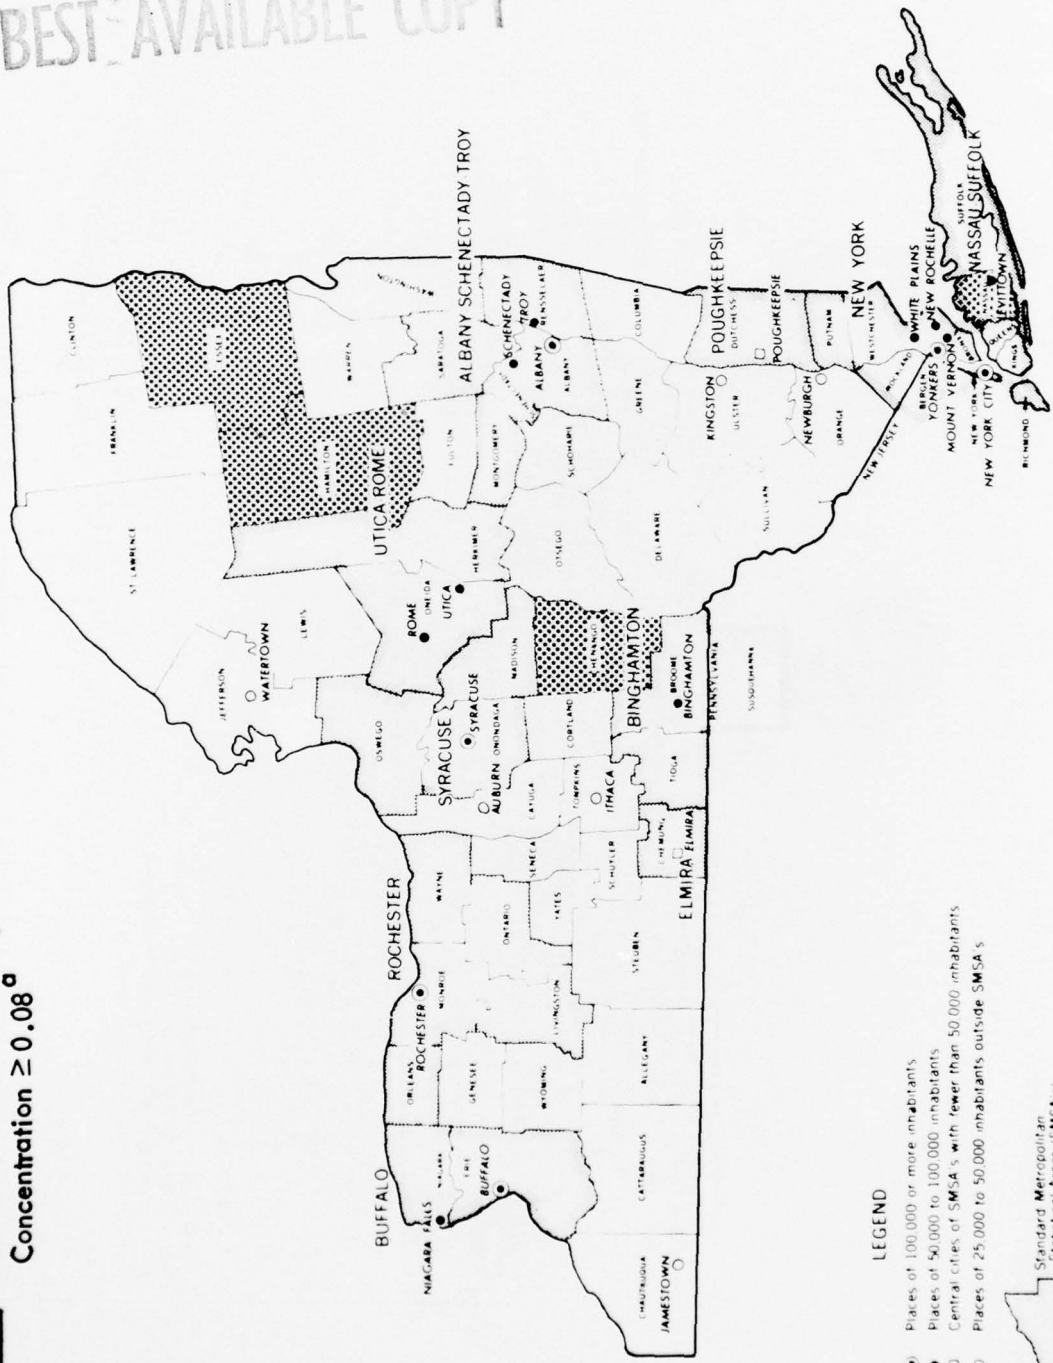 BEST AVAILABLE COPY
Concentration ≥ 0.08 a
CLINTON
FRANKLIN
ESSEX
ST LAWRENCE
HAMILTON
WARREN
WASHINGTON
JEFFERSON
WATERTOWN
LEWIS
UTICA ROME
HERKIMER
FULTON
SARATOGA
ALBANY SCHENECTADY TROY
OSWEGO
ROME
ONEIDA
UTICA
MONTGOMERY
SCHENECTADY
TROY
RENSSELAER
ALBANY
ALBANY
BUFFALO
ROCHESTER
SYRACUSE
SYRACUSE
MADISON
OTSEGO
SCHOHARIE
NIAGARA FALLS
NIAGARA
ORLEANS
ROCHESTER
MONROE
WAYNE
AUBURN
ONONDAGA
CAYUGA
ERIE
BUFFALO
GENESEE
WYOMING
LIVINGSTON
ONTARIO
SENECA
YATES
CORTLAND
TOMPKINS
ITHACA
HENANGO
GREENE
COLUMBIA
DELAWARE
CHAUTAUQUA
JAMESTOWN
CATTARAUGUS
ALLEGANY
STEUBEN
SCHUYLER
CHEMUNG
ELMIRA
ELMIRA
TIOGA
BINGHAMTON
BROOME
BINGHAMTON
PENNSYLVANIA
SUSQUEHANNA
POUGHKEEPSIE
DUTCHESS
POUGHKEEPSIE
KINGSTON
ULSTER
SULLIVAN
NEWBURGH
ORANGE
PUTNAM
WESTCHESTER
ROCKLAND
NEW YORK
NEW JERSEY
BERGEN
YONKERS
MOUNT VERNON
WHITE PLAINS
NEW ROCHELLE
NEW YORK
NEW YORK CITY
QUEENS
KINGS
RICHMOND
SUFFOLK
NASSAU SUFFOLK
LEVITTOWN
a
LEGEND
Places of 100,000 or more inhabitants
Places of 50,000 to 100,000 inhabitants
Central cities of SMSA's with fewer than 50,000 inhabitants
Places of 25,000 to 50,000 inhabitants outside SMSA's
Standard Metropolitan